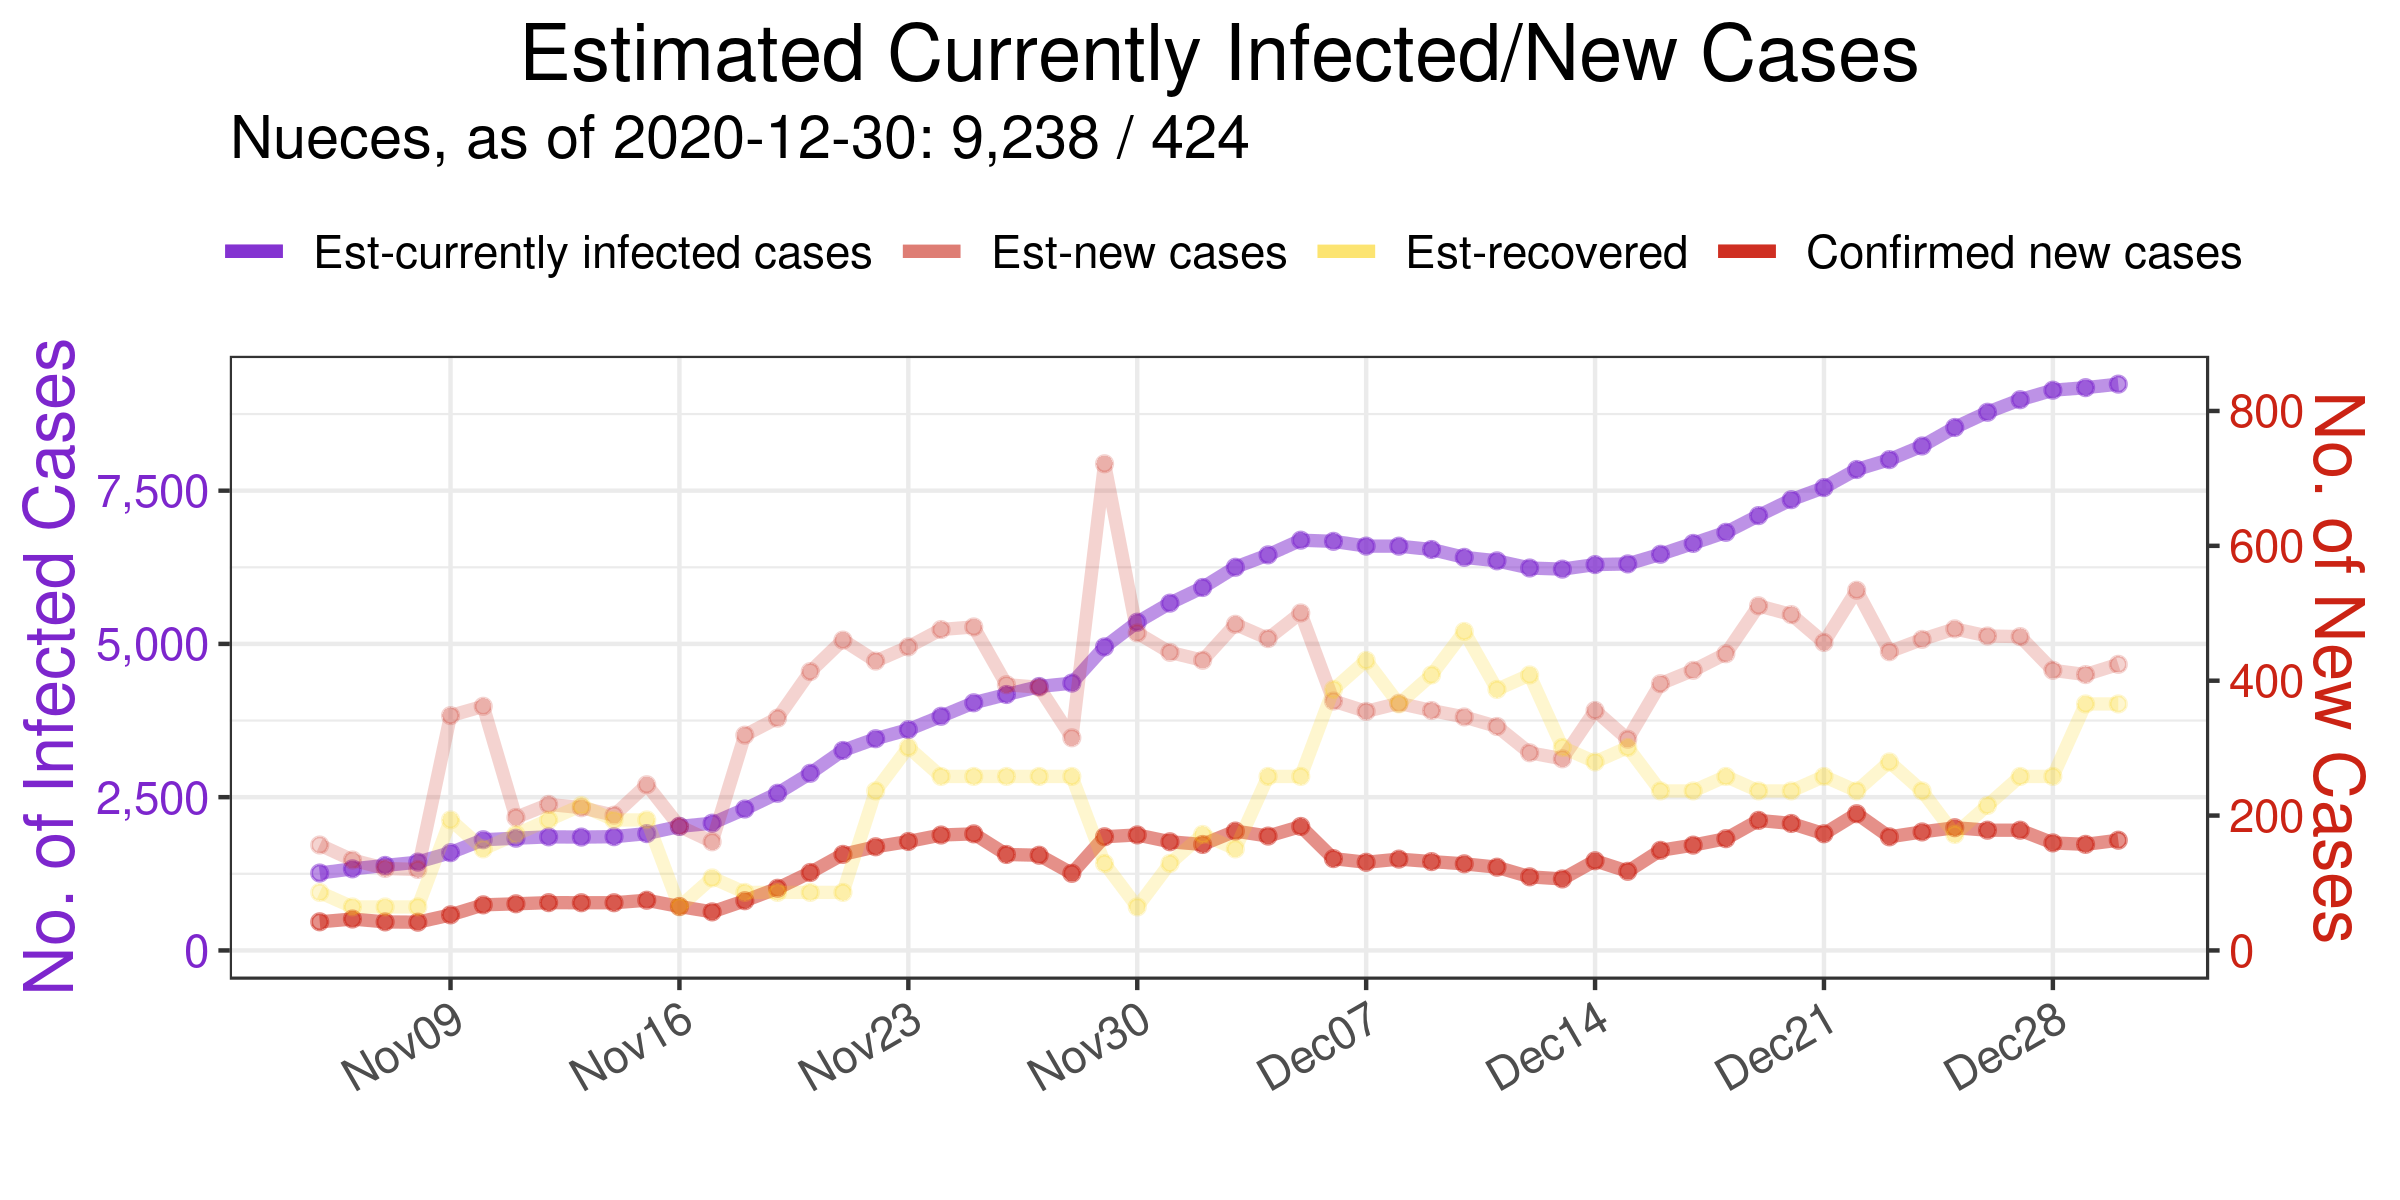 Estimated Currently Infected/New Cases
Nueces, as of 2020-12-30: 9,238 / 424
Est-currently infected cases Est-new cases Est-recovered Confirmed new cases
No. of Infected Cases
7,500
5,000
2,500
0
800
600
400
200
0
No. of New Cases
Nov09 Nov16 Nov23 Nov30 Dec07 Dec14 Dec21 Dec28